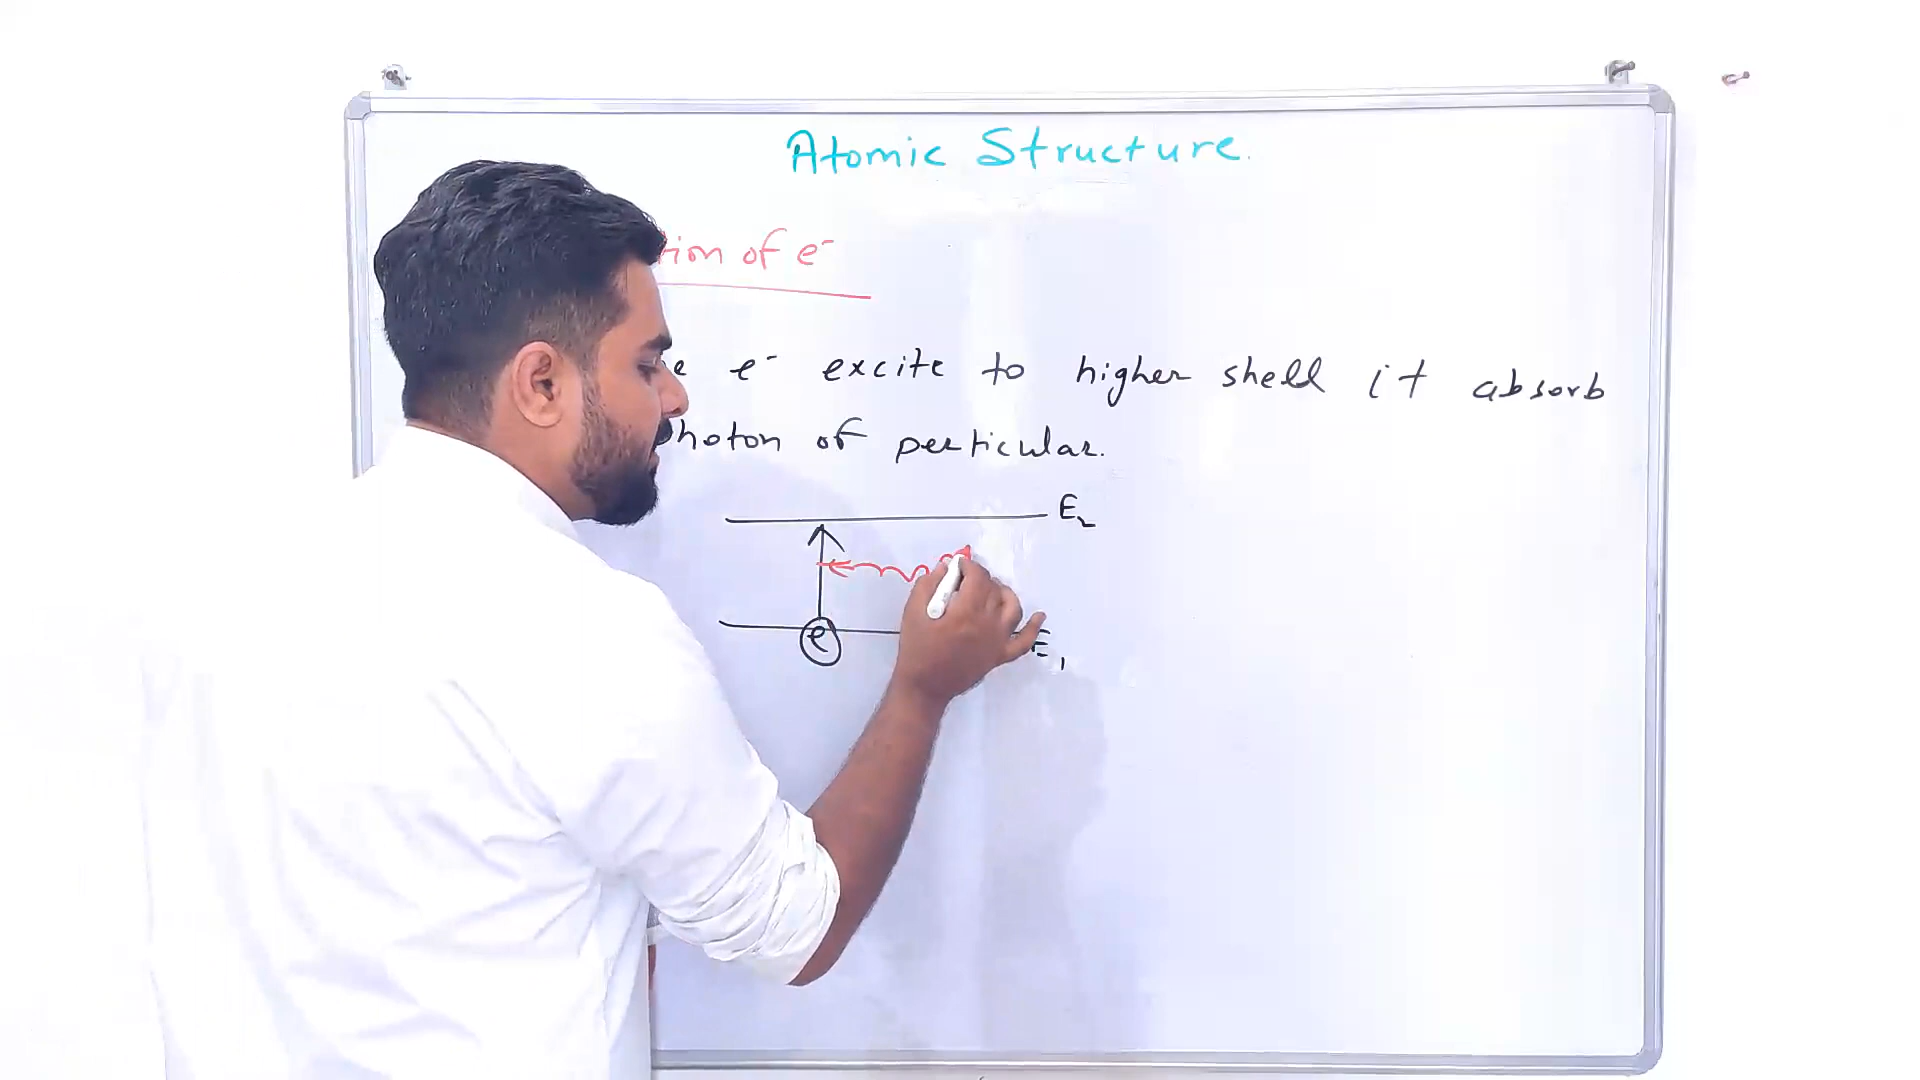 Atomic Structure.
tion of e⁻
e e⁻ excite to higher shell it absorb
hoton of perticular.
E₂
e
E₁